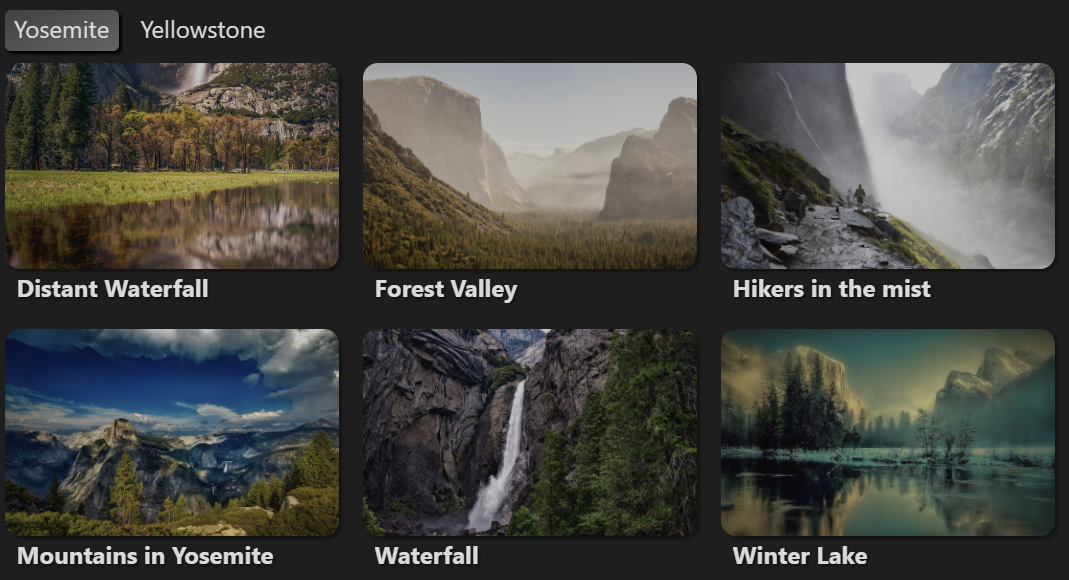 Yosemite
Yellowstone
Distant Waterfall
Forest Valley
Hikers in the mist
Mountains in Yosemite
Waterfall
Winter Lake